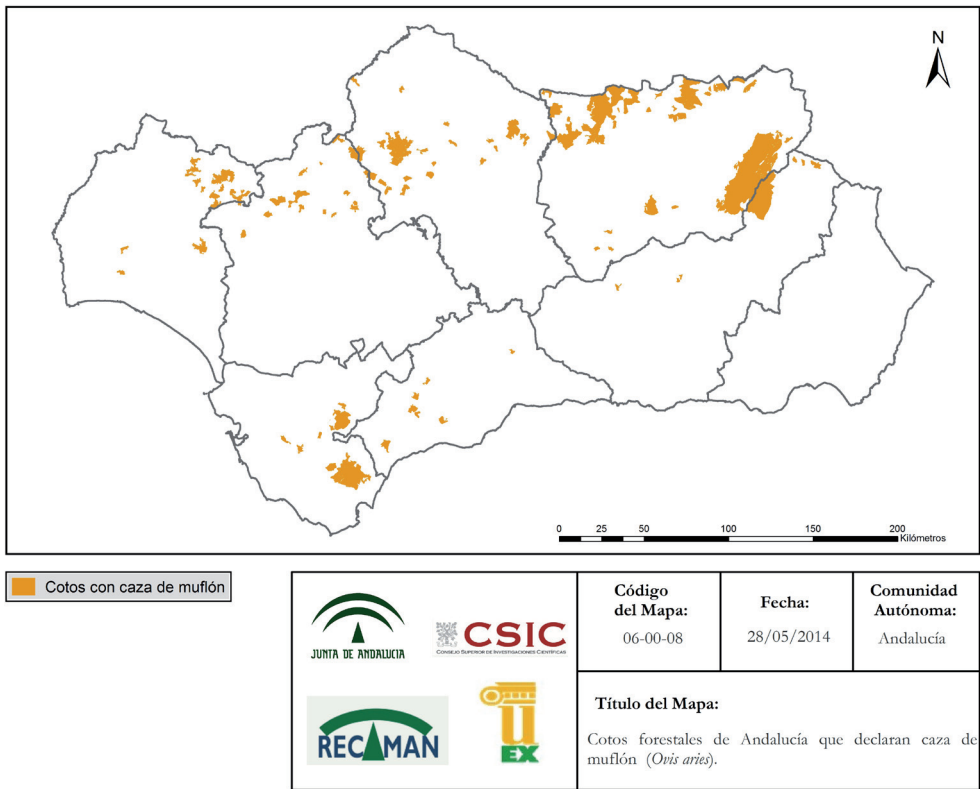 N
0 25 50 100 150 200
Kilómetros
Cotos con caza de muflón
JUNTA DE ANDALUCIA
CSIC
CONSEJO SUPERIOR DE INVESTIGACIONES CIENTÍFICAS
RECAMAN
U
EX
Código
del Mapa:
06-00-08
Fecha:
28/05/2014
Comunidad
Autónoma:
Andalucía
Título del Mapa:
Cotos forestales de Andalucía que declaran caza de
muflón (Ovis aries).